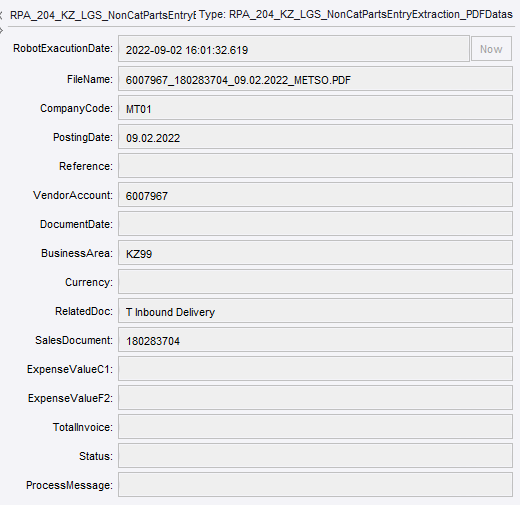 RPA_204_KZ_LGS_NonCatPartsEntryE Type: RPA_204_KZ_LGS_NonCatPartsEntryExtraction_PDFDatas
RobotExacutionDate: 2022-09-02 16:01:32.619 Now
FileName: 6007967_180283704_09.02.2022_METSO.PDF
CompanyCode: MT01
PostingDate: 09.02.2022
Reference:
VendorAccount: 6007967
DocumentDate:
BusinessArea: KZ99
Currency:
RelatedDoc: T Inbound Delivery
SalesDocument: 180283704
ExpenseValueC1:
ExpenseValueF2:
TotalInvoice:
Status:
ProcessMessage: